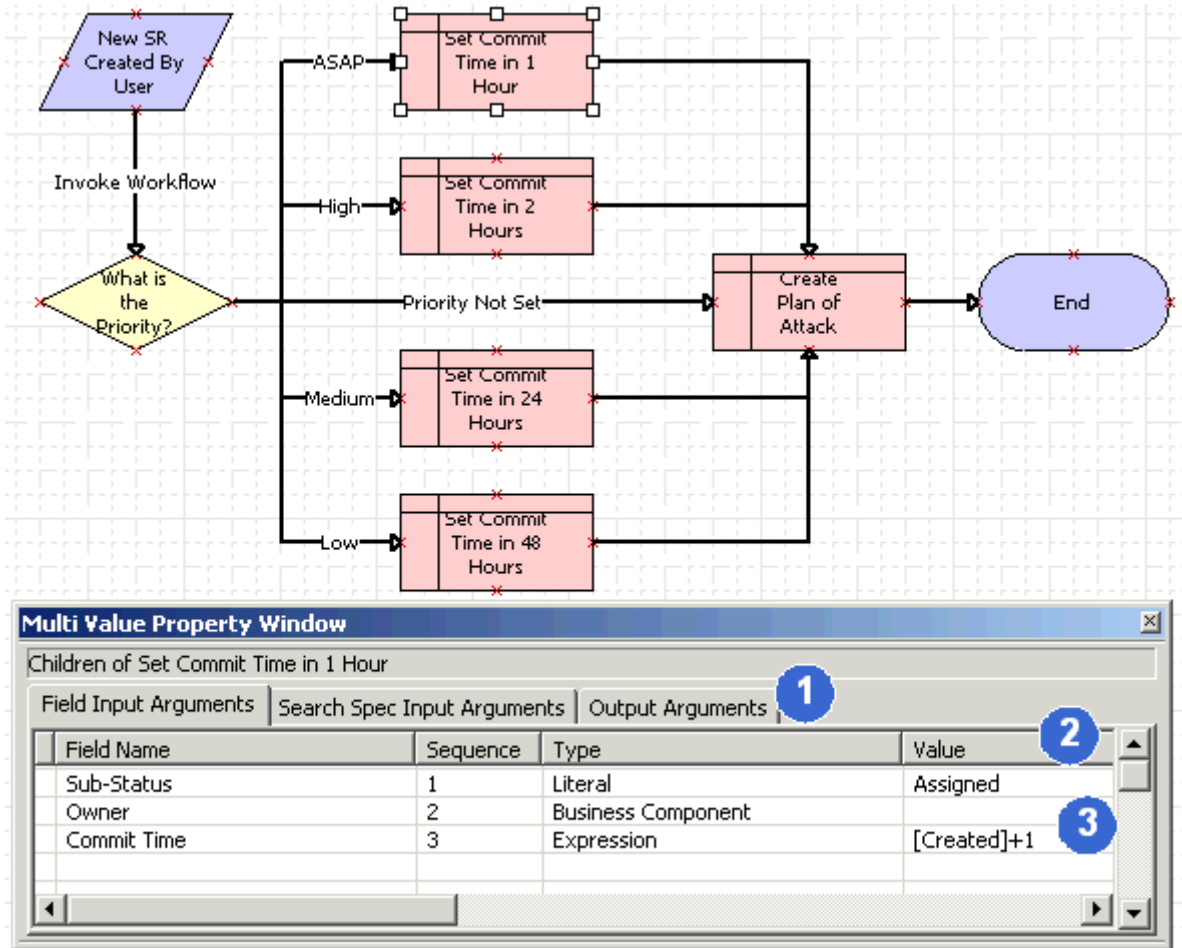 New SR
Created By
User
Invoke Workflow
What is
the
Priority?
ASAP
Set Commit
Time in 1
Hour
High
Set Commit
Time in 2
Hours
Priority Not Set
Create
Plan of
Attack
End
Medium
Set Commit
Time in 24
Hours
Low
Set Commit
Time in 48
Hours
Multi Value Property Window
Children of Set Commit Time in 1 Hour
Field Input Arguments Search Spec Input Arguments Output Arguments 1
Field Name Sequence Type Value 2
Sub-Status 1 Literal Assigned
Owner 2 Business Component
Commit Time 3 Expression [Created]+1 3